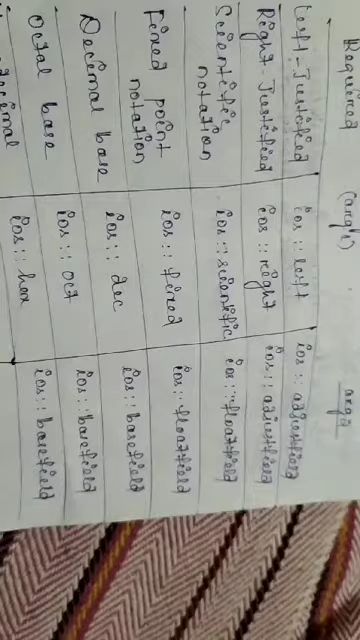 Required (arg's) arg2
Left-Justified ios::left ios::adjustfield
Right-Justified ios::right ios::adjustfield
Scientific ios::scientific ios::floatfield
notation
Fixed point ios::fixed ios::floatfield
notation
Decimal base ios::dec ios::basefield
Octal base ios::oct ios::basefield
decimal ios::hex ios::basefield